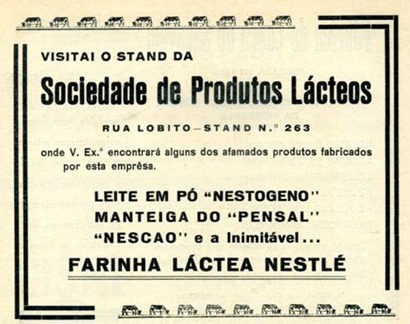 VISITAI O STAND DA
Sociedade de Produtos Lácteos
RUA LOBITO—STAND N.º 263
onde V. Ex.ª encontrará alguns dos afamados produtos fabricados
por esta emprêsa.
LEITE EM PÓ "NESTOGENO"
MANTEIGA DO "PENSAL"
"NESCAO" e a Inimitável...
FARINHA LÁCTEA NESTLÉ